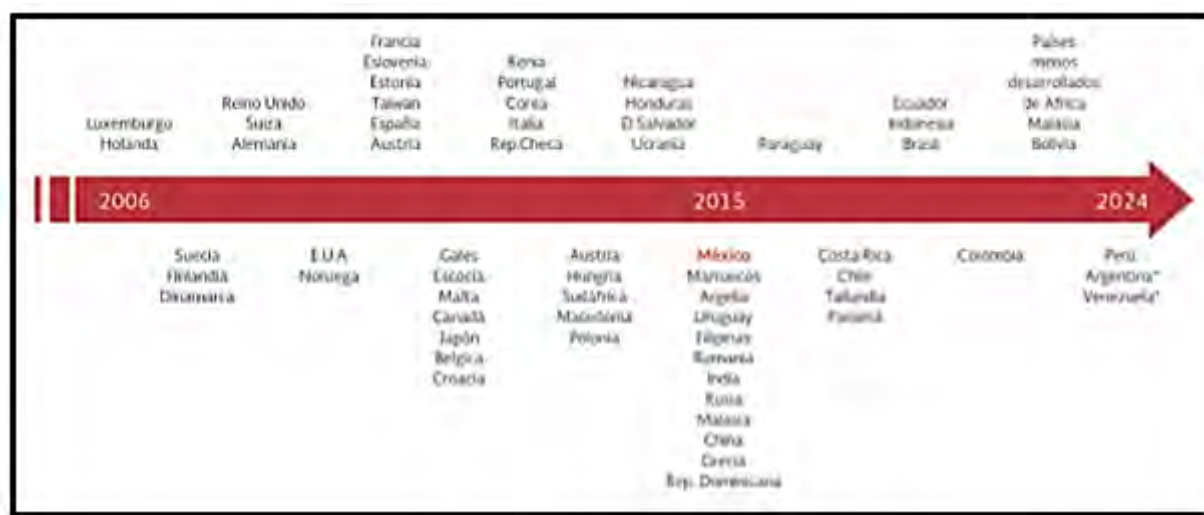 Francia
Eslovenia
Estonia
Taiwan
España
Austria
Kenia
Portugal
Corea
Italia
Rep.Checa
Nicaragua
Honduras
El Salvador
Ucrania
Países
menos
desarrollados
de Africa
Malasia
Bolivia
Luxemburgo
Holanda
Reino Unido
Suiza
Alemania
Paraguay
Ecuador
Indonesia
Brasil
2006
2015
2024
Suecia
Finlandia
Dinamarca
E.U.A
Noruega
Gales
Escocia
Malta
Canadá
Japón
Belgica
Croacia
Austria
Hungria
Sudáfrica
Macedonia
Polonia
México
Marruecos
Argelia
Uruguay
Filipinas
Rumania
India
Rusia
Malasia
China
Grecia
Rep. Dominicana
Costa Rica
Chile
Tailandia
Panamá
Colombia
Perú
Argentina*
Venezuela*